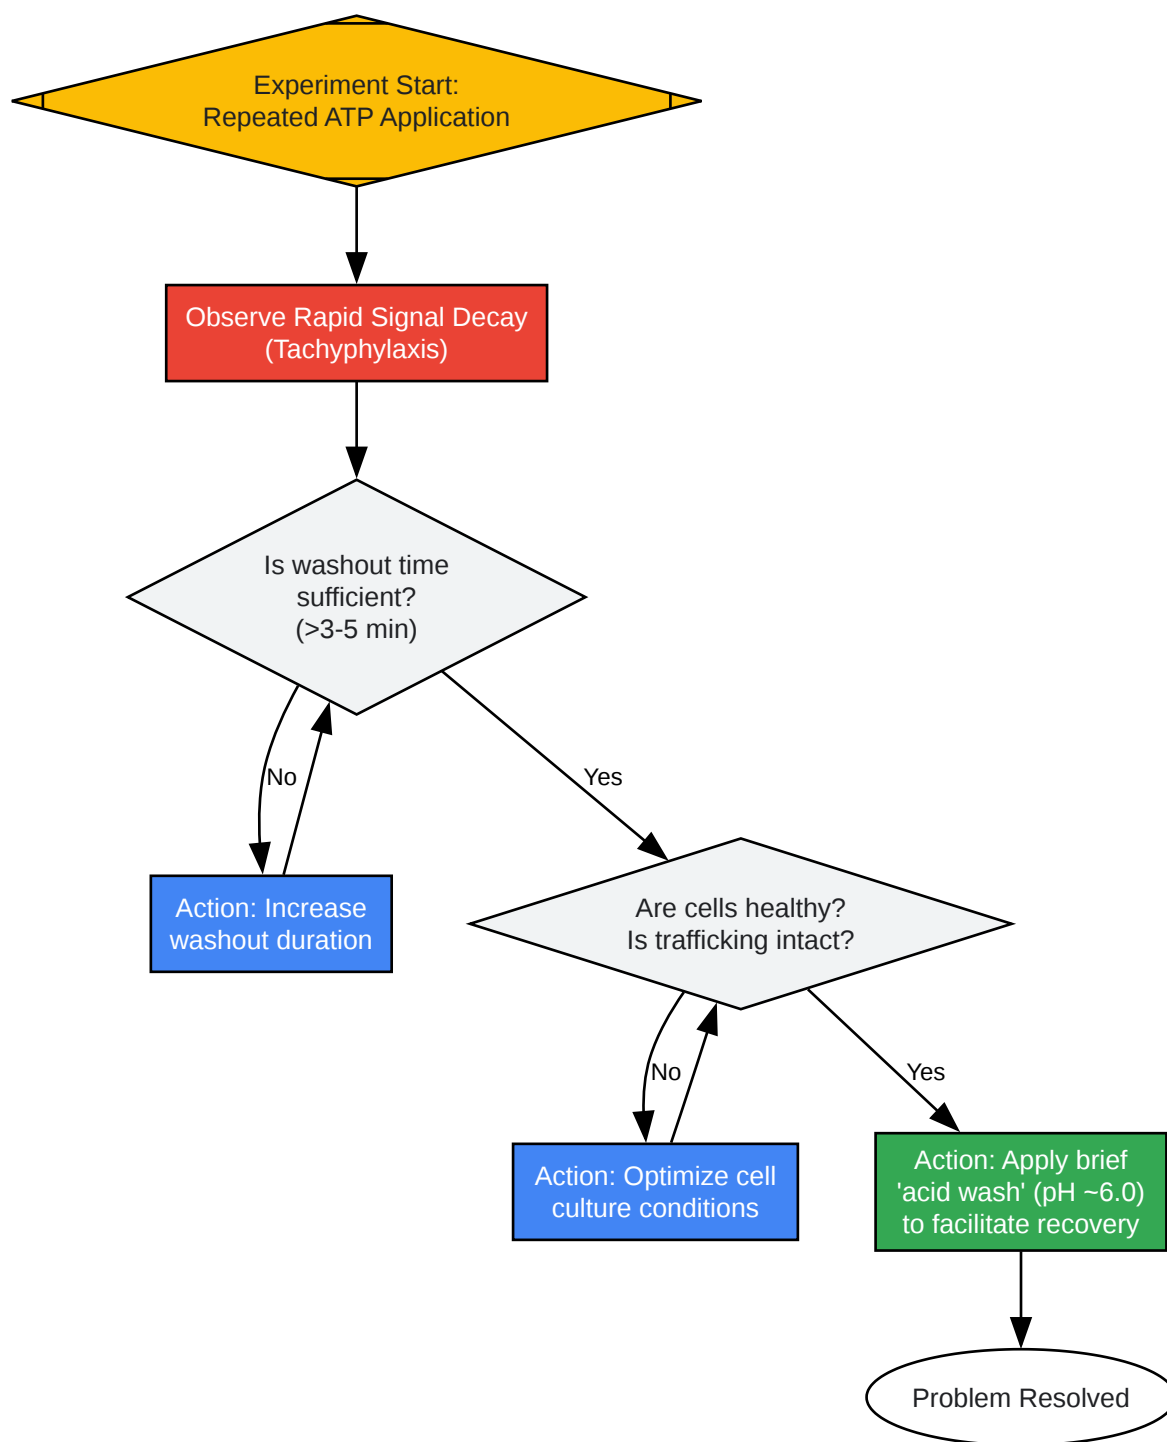 Experiment Start:
Repeated ATP Application
Observe Rapid Signal Decay
(Tachyphylaxis)
Is washout time
sufficient?
(>3-5 min)
No
Yes
Action: Increase
washout duration
Are cells healthy?
Is trafficking intact?
No
Yes
Action: Optimize cell
culture conditions
Action: Apply brief
'acid wash' (pH ~6.0)
to facilitate recovery
Problem Resolved